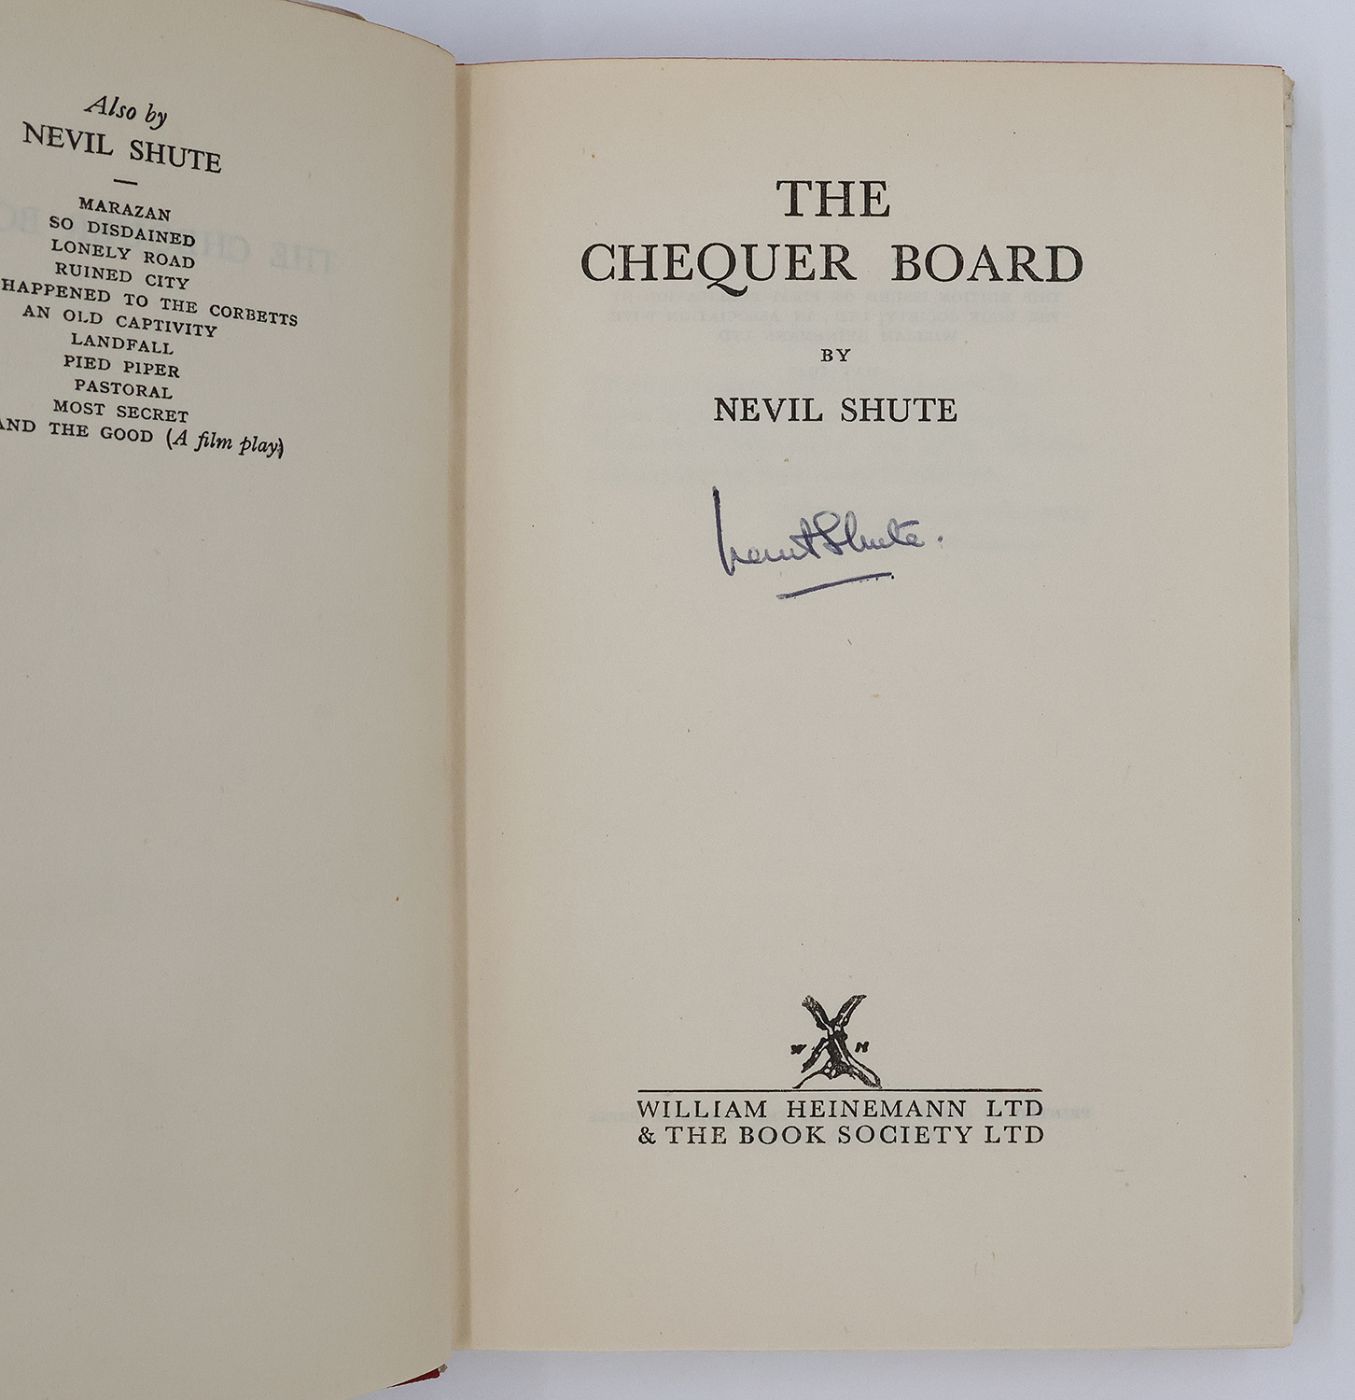 Also by
NEVIL SHUTE
MARAZAN
SO DISDAINED
LONELY ROAD
RUINED CITY
HAPPENED TO THE CORBETTS
AN OLD CAPTIVITY
LANDFALL
PIED PIPER
PASTORAL
MOST SECRET
AND THE GOOD (A film play)
THE
CHEQUER BOARD
BY
NEVIL SHUTE
Shute.
W H
WILLIAM HEINEMANN LTD
& THE BOOK SOCIETY LTD